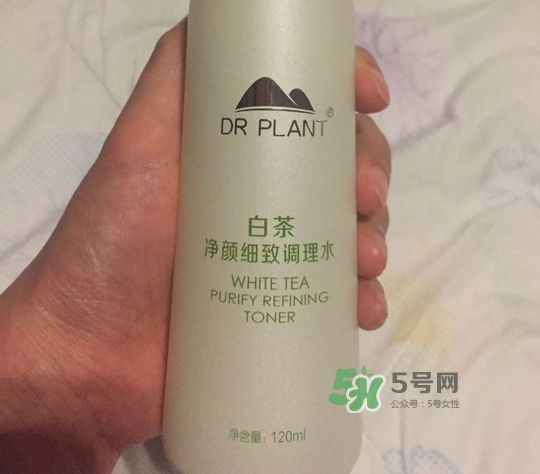 DR PLANT®
白茶
净颜细致调理水
WHITE TEA
PURIFY REFINING
TONER
净含量: 120ml
5号网
公众号：5号女性